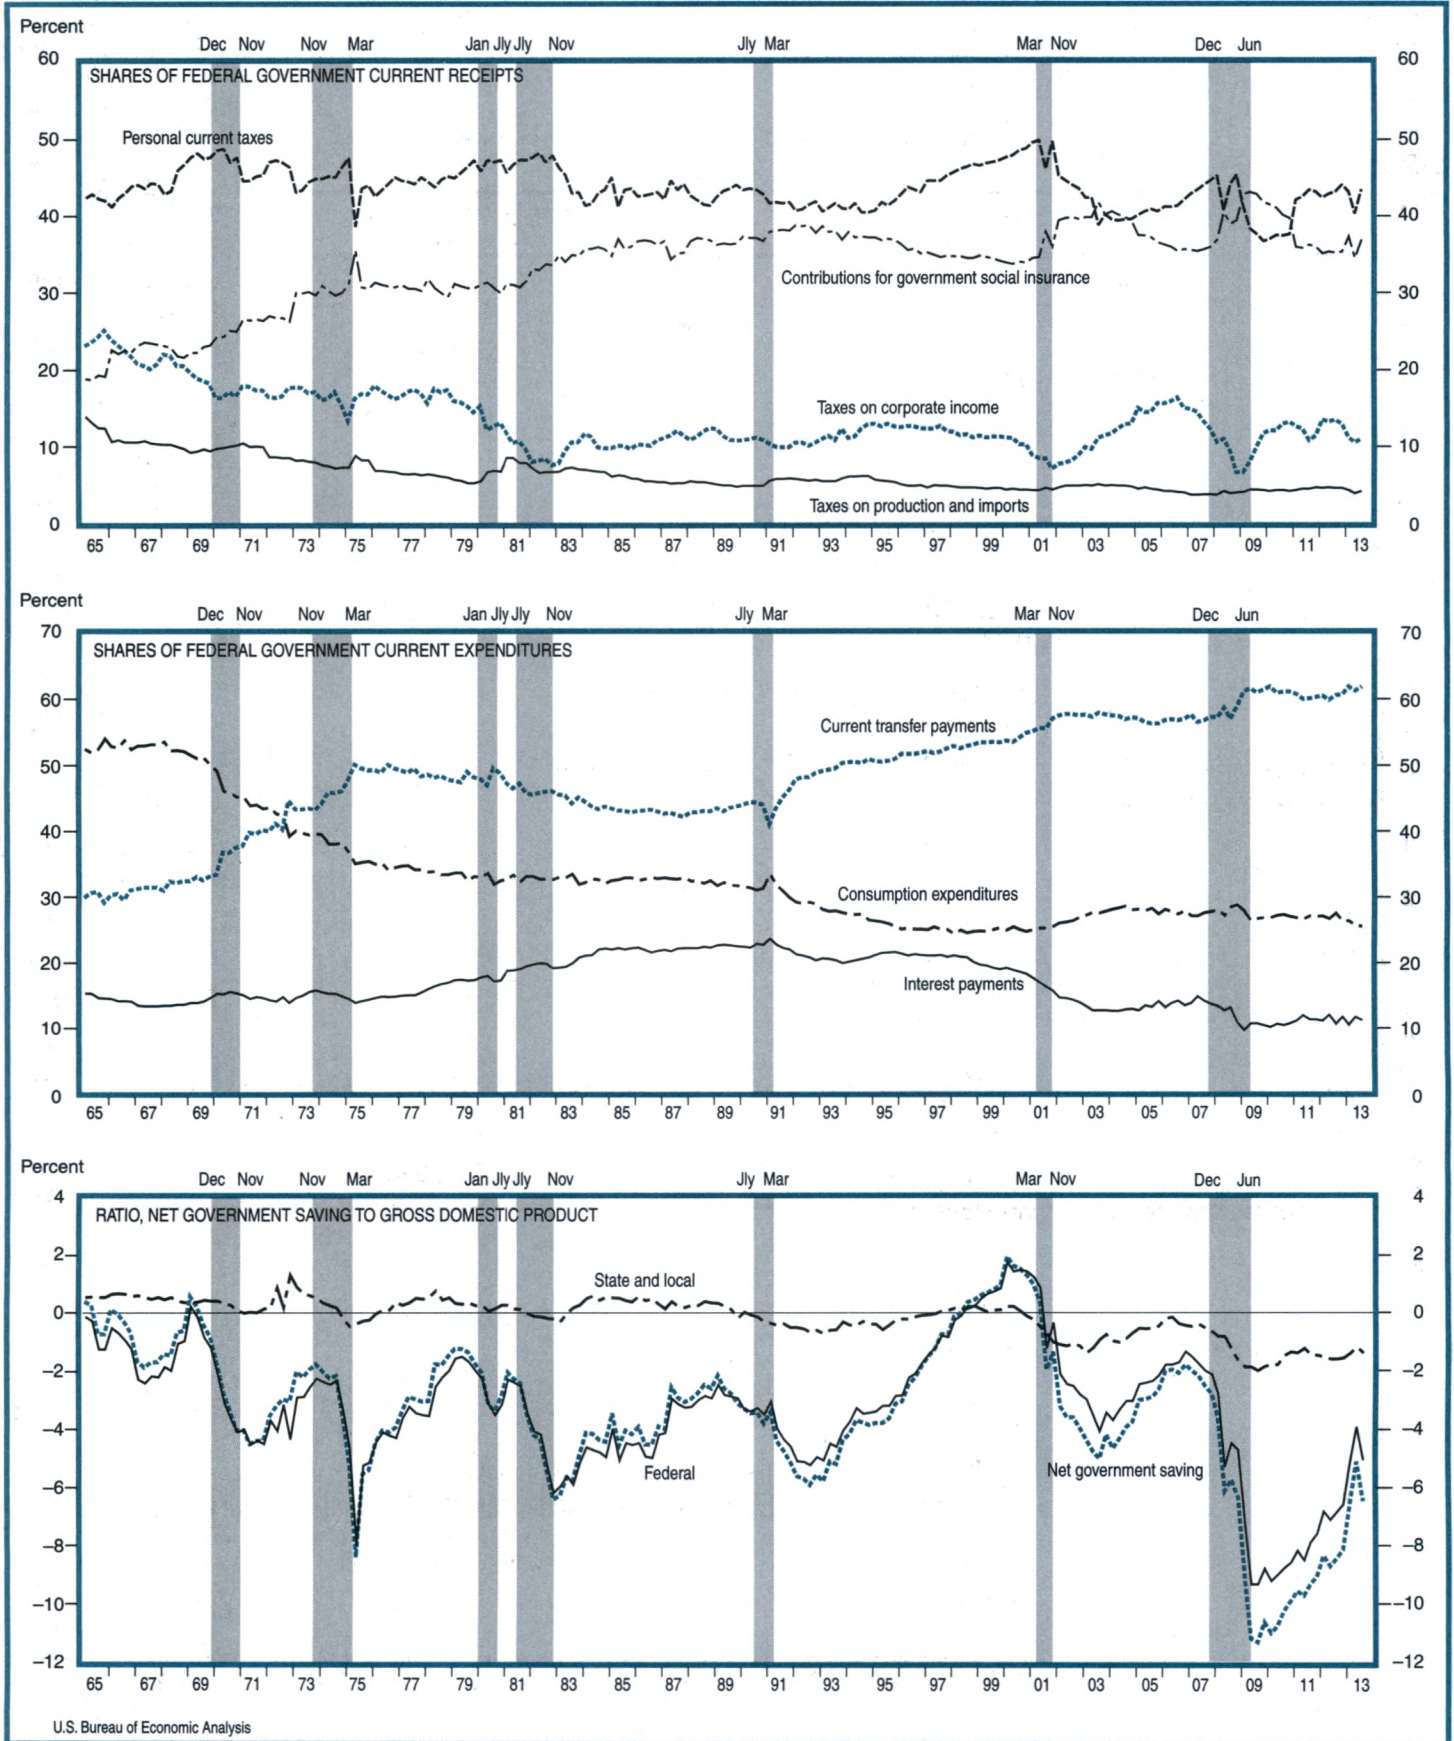 Percent
Dec Nov Nov Mar Jan Jly Jly Nov Jly Mar Mar Nov Dec Jun
60 60
SHARES OF FEDERAL GOVERNMENT CURRENT RECEIPTS
50 Personal current taxes 50
40 40
Contributions for government social insurance
30 30
20 20
Taxes on corporate income
10 10
Taxes on production and imports
0 0
65 67 69 71 73 75 77 79 81 83 85 87 89 91 93 95 97 99 01 03 05 07 09 11 13
Percent
Dec Nov Nov Mar Jan Jly Jly Nov Jly Mar Mar Nov Dec Jun
70 70
SHARES OF FEDERAL GOVERNMENT CURRENT EXPENDITURES
60 60
Current transfer payments
50 50
40 40
30 Consumption expenditures 30
20 20
Interest payments
10 10
0 0
65 67 69 71 73 75 77 79 81 83 85 87 89 91 93 95 97 99 01 03 05 07 09 11 13
Percent
Dec Nov Nov Mar Jan Jly Jly Nov Jly Mar Mar Nov Dec Jun
4 4
RATIO, NET GOVERNMENT SAVING TO GROSS DOMESTIC PRODUCT
2 2
State and local
0 0
−2 −2
−4 −4
Federal Net government saving
−6 −6
−8 −8
−10 −10
−12 −12
65 67 69 71 73 75 77 79 81 83 85 87 89 91 93 95 97 99 01 03 05 07 09 11 13
U.S. Bureau of Economic Analysis